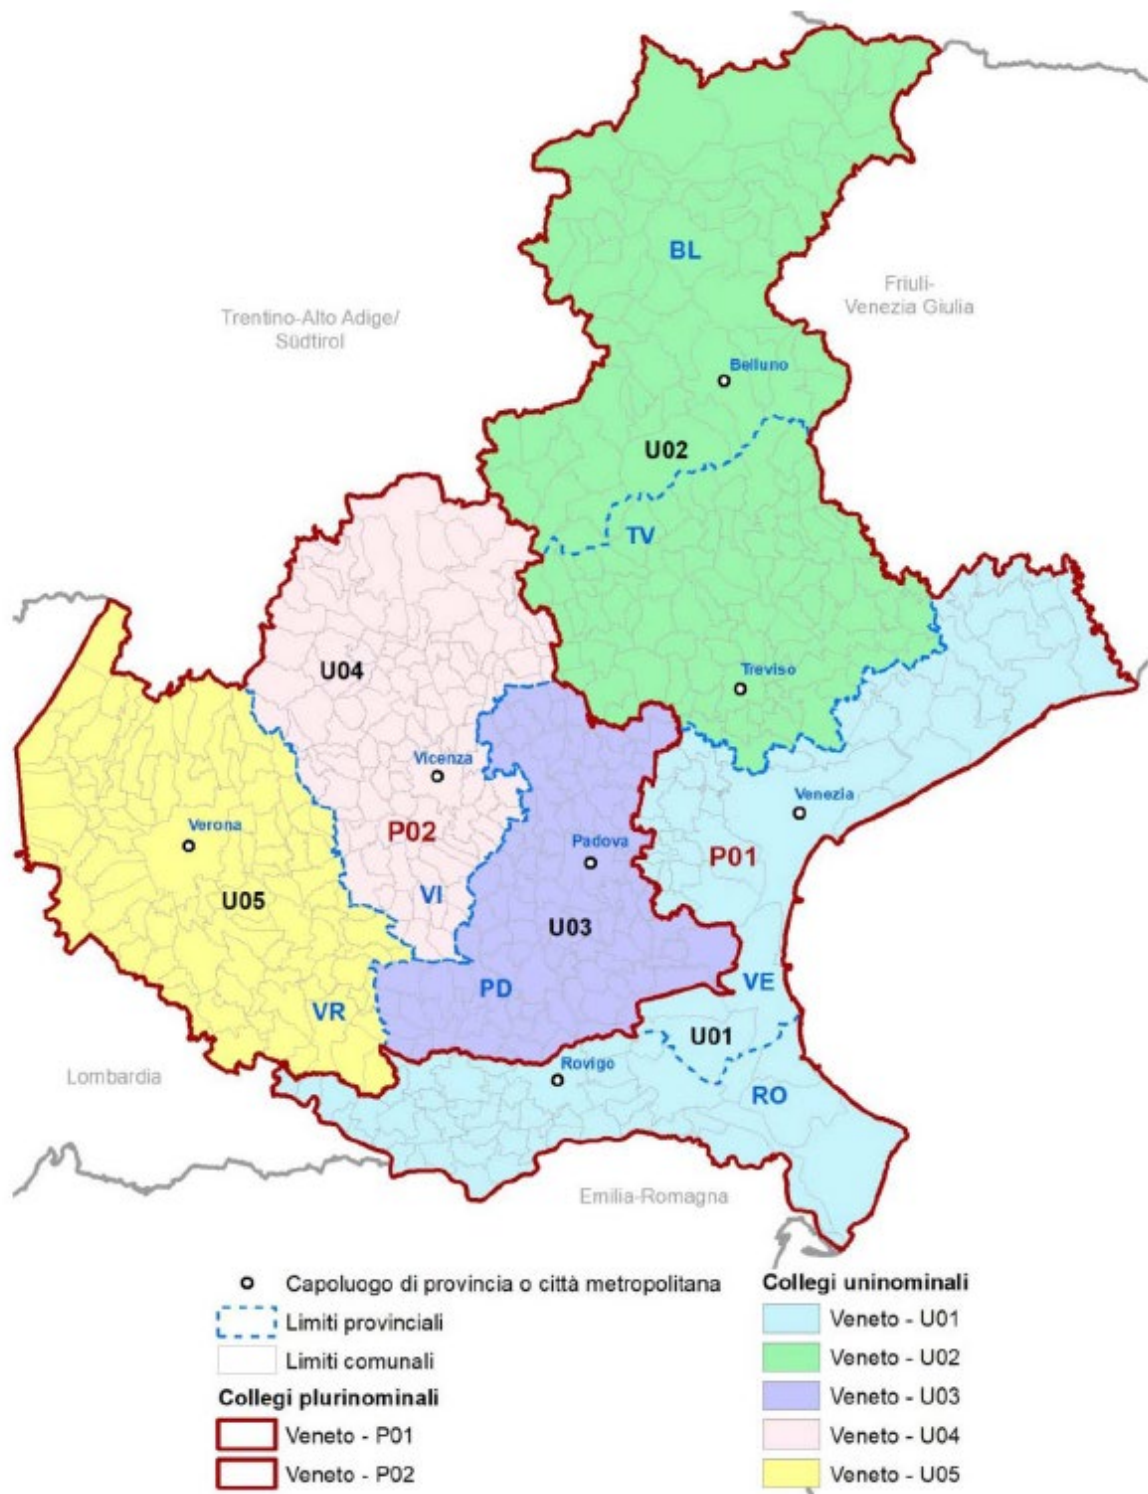 BL
Friuli-
Venezia Giulia
Trentino-Alto Adige/
Südtirol
Belluno
U02
TV
U04
Treviso
Vicenza
Venezia
Verona
P02
Padova
P01
U05
VI
U03
VR
PD
VE
U01
Lombardia
Rovigo
RO
Emilia-Romagna
Capoluogo di provincia o città metropolitana
Limiti provinciali
Limiti comunali
Collegi plurinominali
Veneto - P01
Veneto - P02
Collegi uninominali
Veneto - U01
Veneto - U02
Veneto - U03
Veneto - U04
Veneto - U05